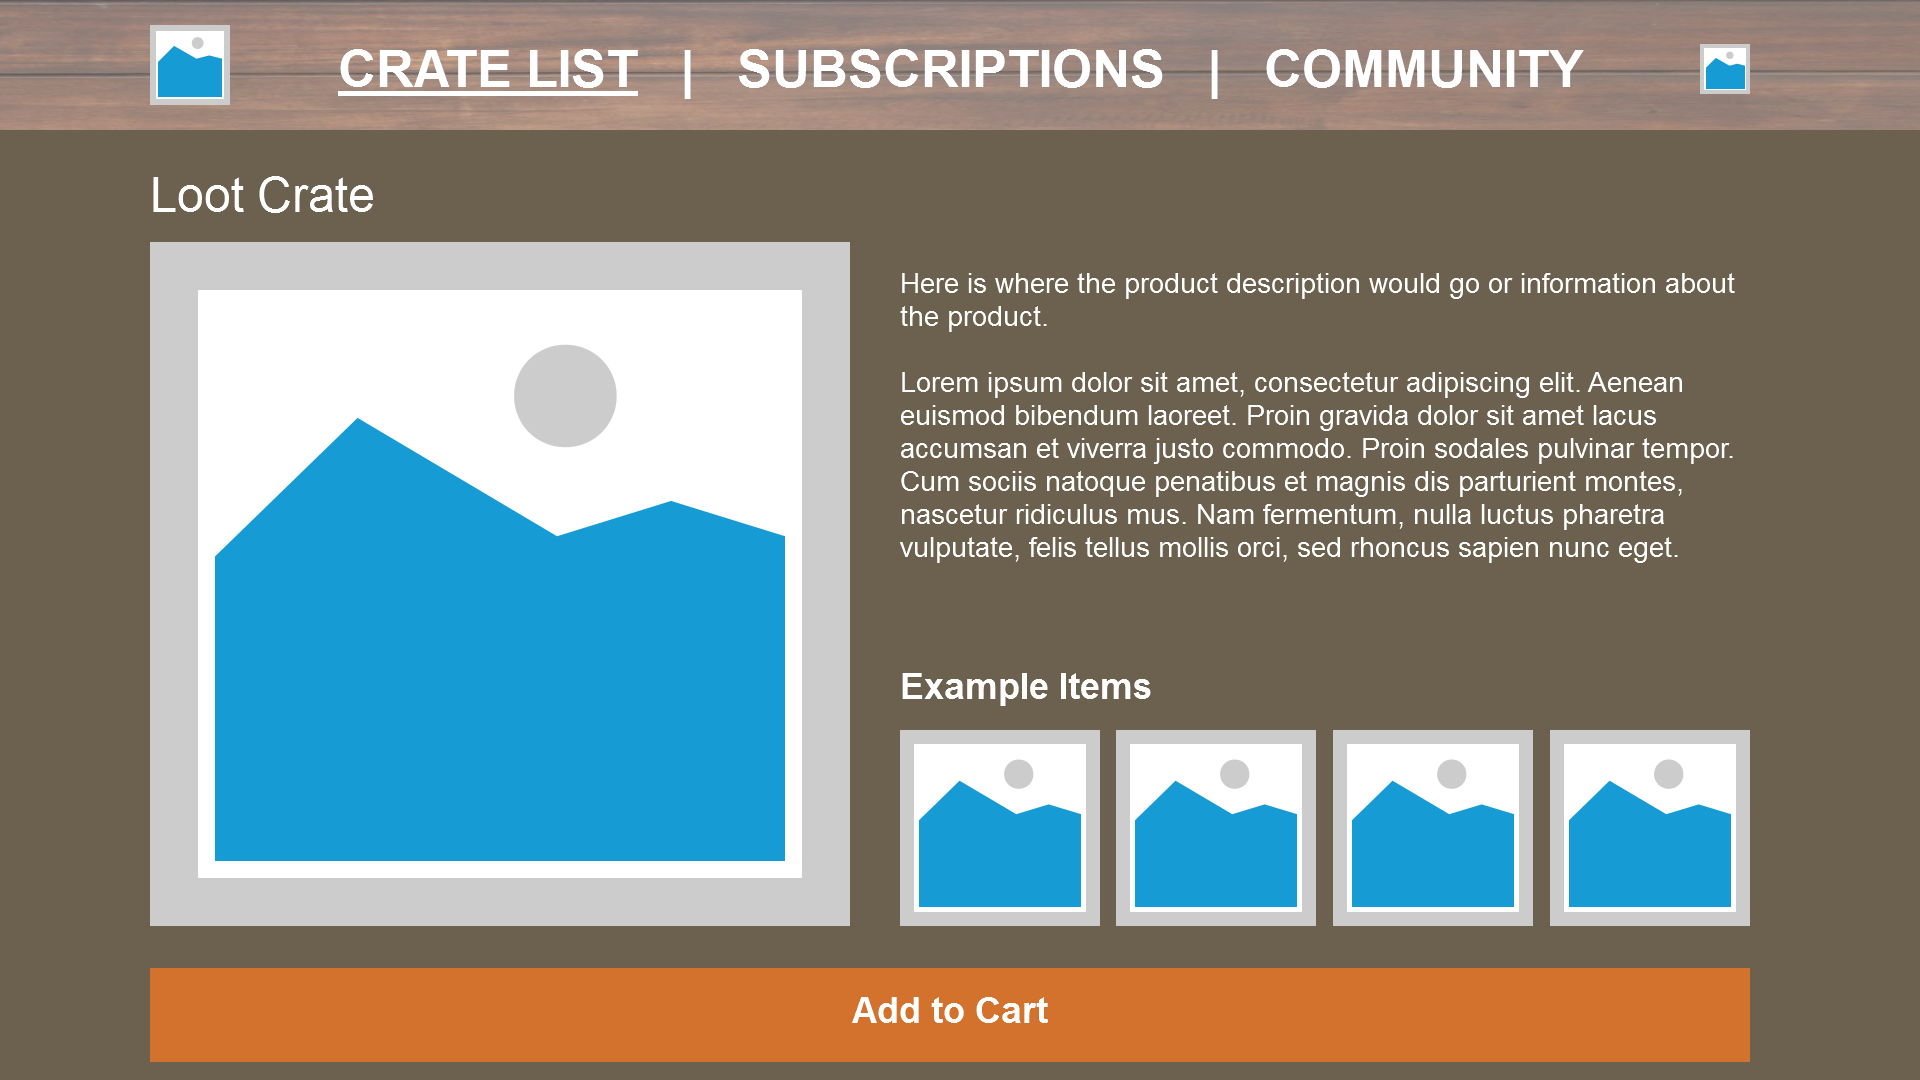 CRATE LIST | SUBSCRIPTIONS | COMMUNITY
Loot Crate
Here is where the product description would go or information about
the product.
Lorem ipsum dolor sit amet, consectetur adipiscing elit. Aenean
euismod bibendum laoreet. Proin gravida dolor sit amet lacus
accumsan et viverra justo commodo. Proin sodales pulvinar tempor.
Cum sociis natoque penatibus et magnis dis parturient montes,
nascetur ridiculus mus. Nam fermentum, nulla luctus pharetra
vulputate, felis tellus mollis orci, sed rhoncus sapien nunc eget.
Example Items
Add to Cart